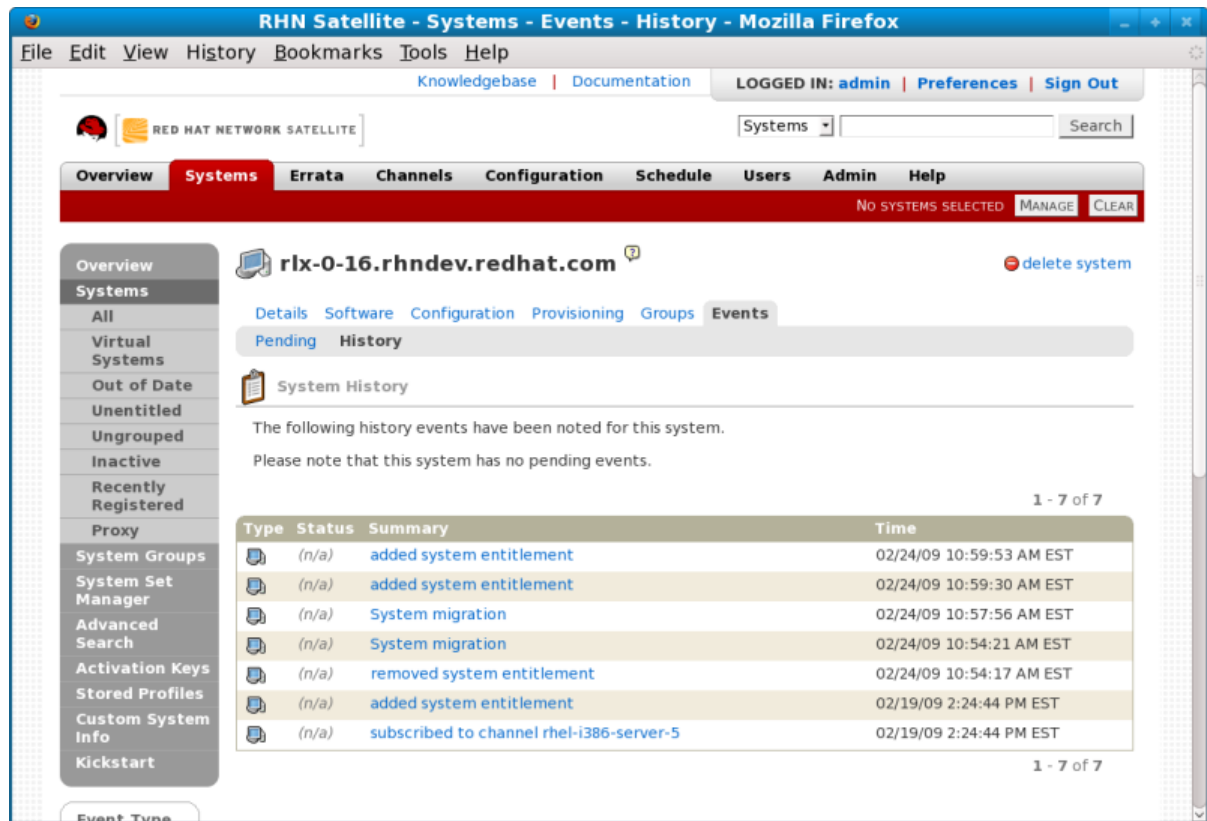 RHN Satellite - Systems - Events - History - Mozilla Firefox
File Edit View History Bookmarks Tools Help
Knowledgebase | Documentation
LOGGED IN: admin | Preferences | Sign Out
RED HAT NETWORK SATELLITE
Systems
Search
Overview Systems Errata Channels Configuration Schedule Users Admin Help
NO SYSTEMS SELECTED MANAGE CLEAR
Overview
Systems
All
Virtual
Systems
Out of Date
Unentitled
Ungrouped
Inactive
Recently
Registered
Proxy
System Groups
System Set
Manager
Advanced
Search
Activation Keys
Stored Profiles
Custom System
Info
Kickstart
Event Type
rlx-0-16.rhndev.redhat.com ?
delete system
Details Software Configuration Provisioning Groups Events
Pending History
System History
The following history events have been noted for this system.
Please note that this system has no pending events.
1 - 7 of 7
Type Status Summary Time
(n/a) added system entitlement 02/24/09 10:59:53 AM EST
(n/a) added system entitlement 02/24/09 10:59:30 AM EST
(n/a) System migration 02/24/09 10:57:56 AM EST
(n/a) System migration 02/24/09 10:54:21 AM EST
(n/a) removed system entitlement 02/24/09 10:54:17 AM EST
(n/a) added system entitlement 02/19/09 2:24:44 PM EST
(n/a) subscribed to channel rhel-i386-server-5 02/19/09 2:24:44 PM EST
1 - 7 of 7